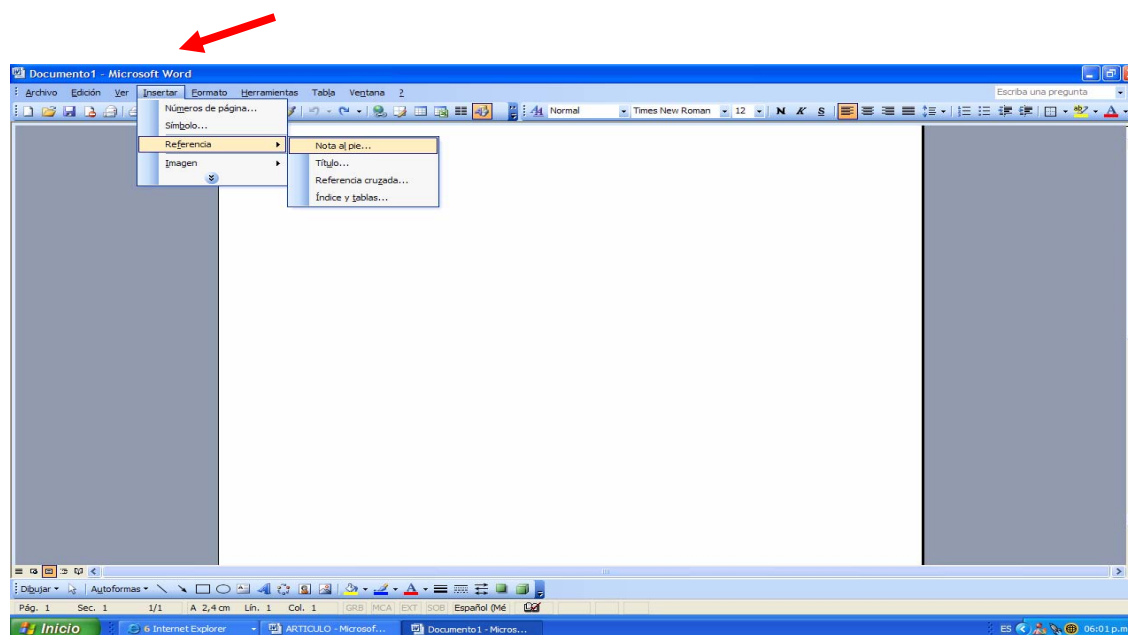 Documento1 - Microsoft Word
Archivo Edición Ver Insertar Formato Herramientas Tabla Ventana ? Escriba una pregunta
Normal Times New Roman 12 N K S
Números de página...
Símbolo...
Referencia
Imagen
Nota al pie...
Título...
Referencia cruzada...
Índice y tablas...
Dibujar Autoformas
Pág. 1 Sec. 1 1/1 A 2,4 cm Lín. 1 Col. 1 GRB MCA EXT SOB Español (Mé
Inicio 6 Internet Explorer ARTICULO - Microsof... Documento1 - Micros... ES 06:01 p.m